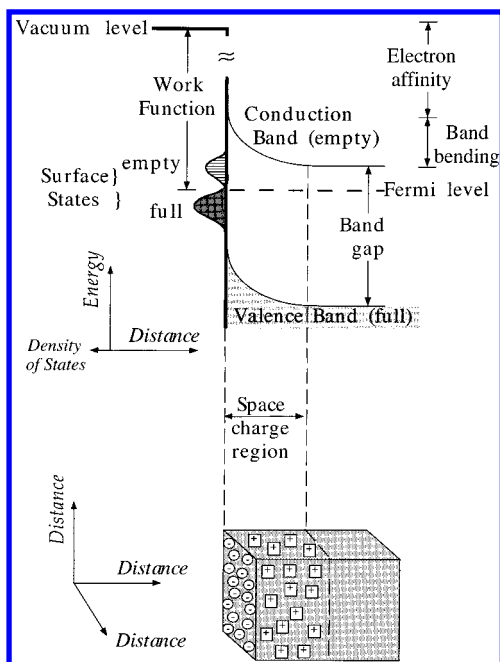 Vacuum level
≈
Electron
affinity
Work
Function
Conduction
Band (empty)
Band
bending
Surface}
States }
empty
full
Fermi level
Band
gap
Energy
Distance
Density
of States
Valence Band (full)
Space
charge
region
Distance
Distance
Distance